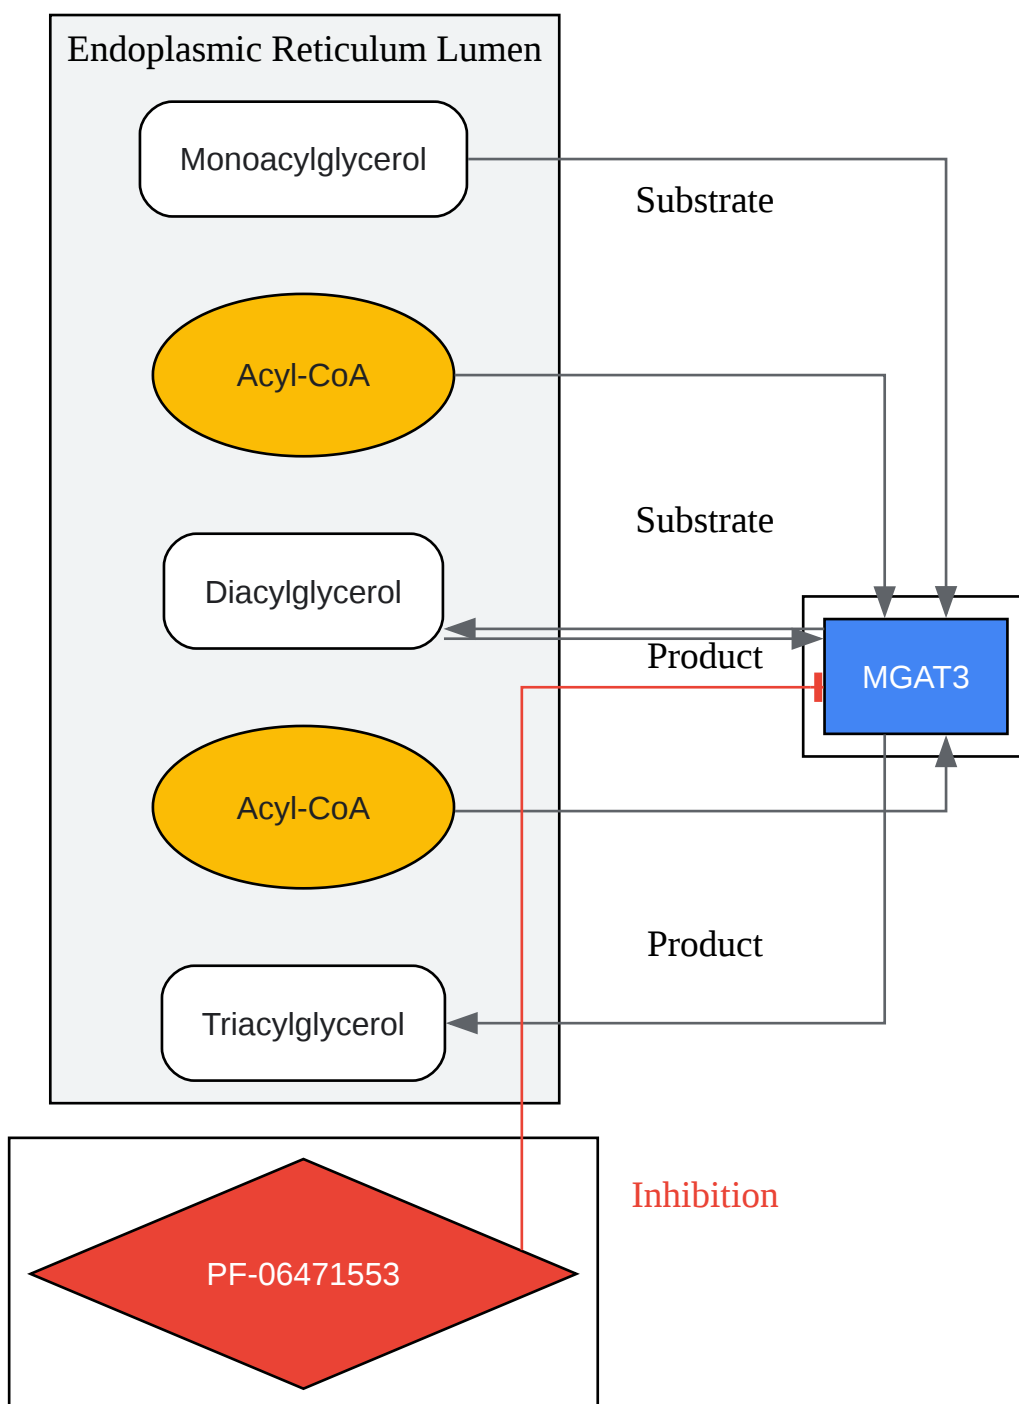 Endoplasmic Reticulum Lumen
Monoacylglycerol
Substrate
Acyl-CoA
Substrate
Diacylglycerol
Product
MGAT3
Acyl-CoA
Product
Triacylglycerol
Inhibition
PF-06471553